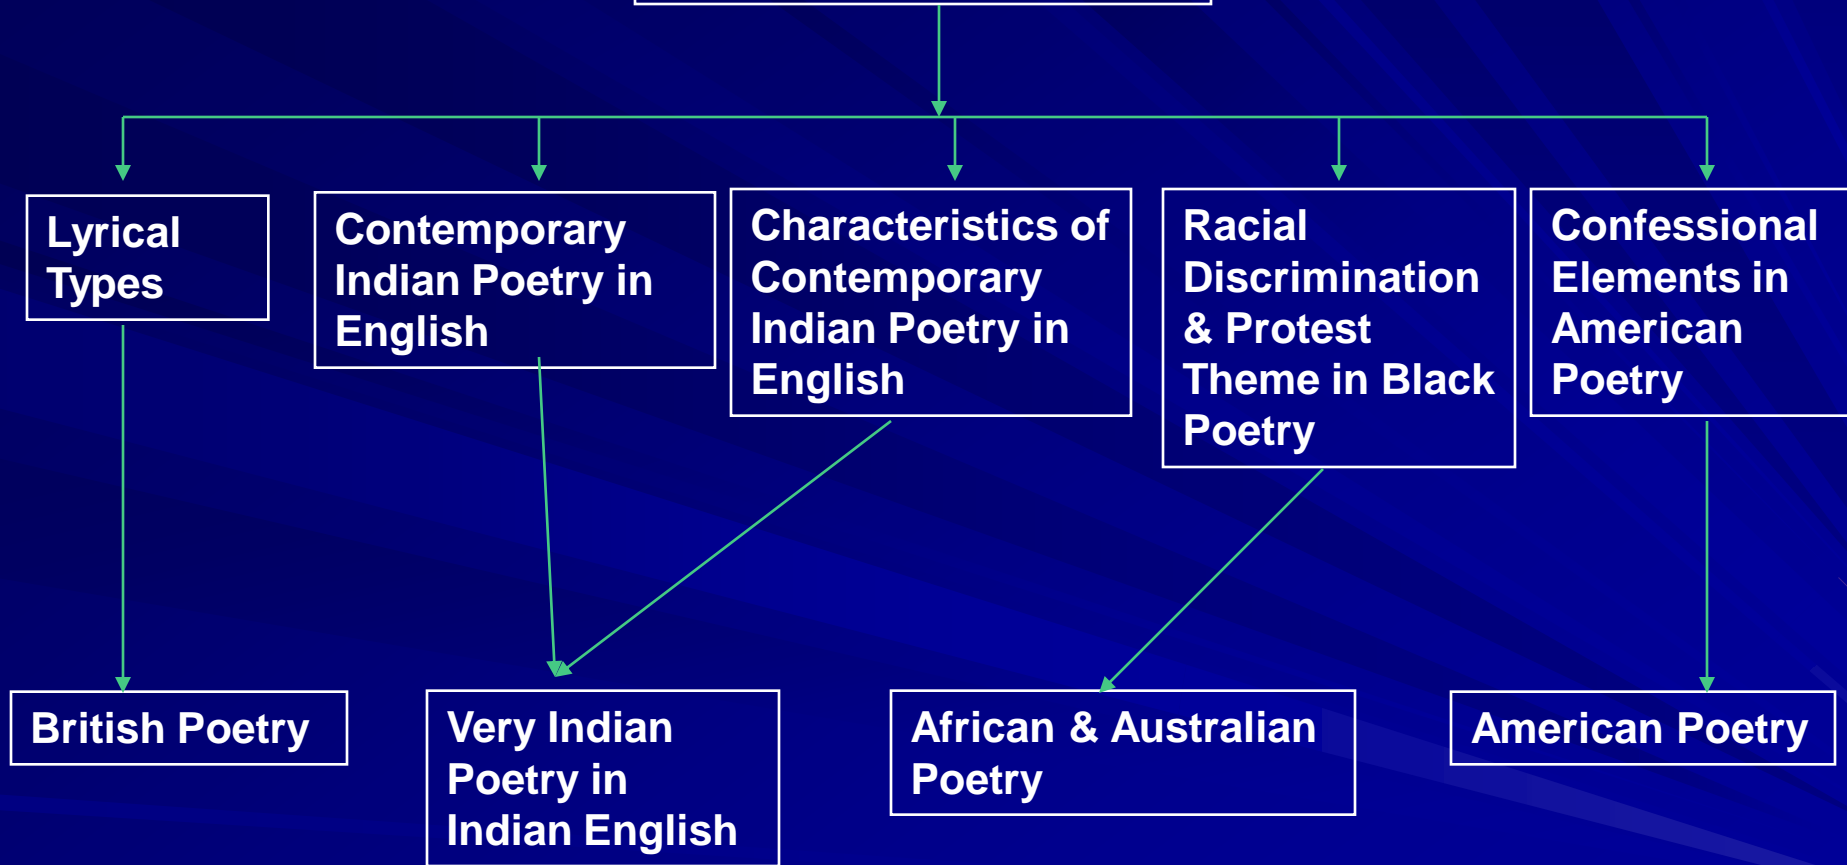 Lyrical
Types
Contemporary
Indian Poetry in
English
Characteristics of
Contemporary
Indian Poetry in
English
Racial
Discrimination
& Protest
Theme in Black
Poetry
Confessional
Elements in
American
Poetry
British Poetry
Very Indian
Poetry in
Indian English
African & Australian
Poetry
American Poetry